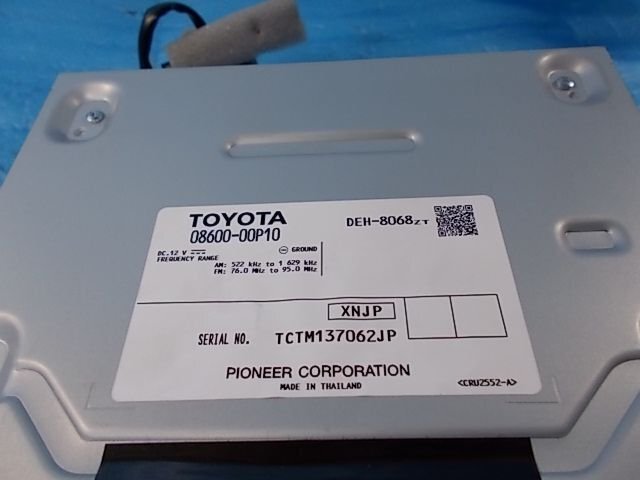 TOYOTA
08600-00P10
DEH-8068ZT
DC.12 V
GROUND
FREQUENCY RANGE
AM: 522 kHz to 1 629 kHz
FM: 76.0 MHz to 95.0 MHz
XNJP
SERIAL NO. TCTM137062JP
PIONEER CORPORATION
MADE IN THAILAND
<CRU2552-A>